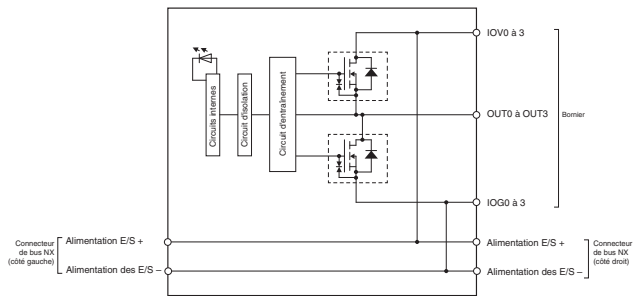 IOV0 à 3
Circuits internes
Circuit d'isolation
Circuit d'entraînement
OUT0 à OUT3
Bornier
IOG0 à 3
Connecteur
de bus NX
(côté gauche)
Alimentation E/S +
Alimentation des E/S –
Alimentation E/S +
Alimentation des E/S –
Connecteur
de bus NX
(côté droit)